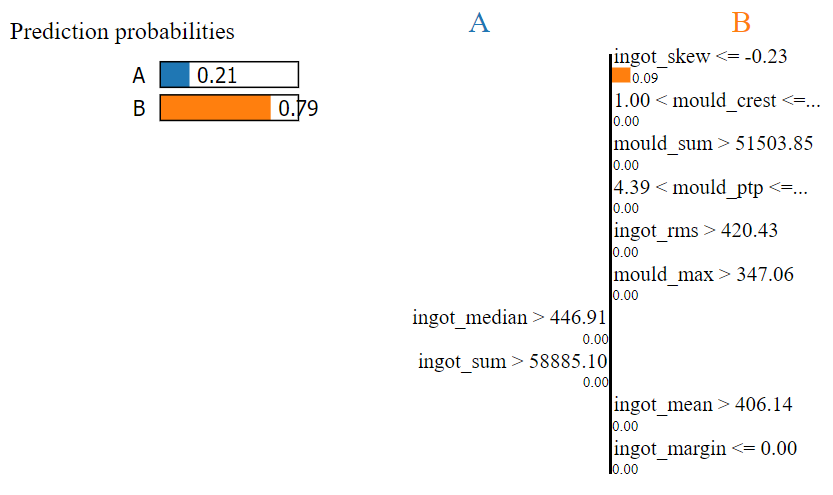 Prediction probabilities
A 0.21
B 0.79
A B
ingot_skew <= -0.23
0.09
1.00 < mould_crest <=...
0.00
mould_sum > 51503.85
0.00
4.39 < mould_ptp <=...
0.00
ingot_rms > 420.43
0.00
mould_max > 347.06
0.00
ingot_median > 446.91
0.00
ingot_sum > 58885.10
0.00
ingot_mean > 406.14
0.00
ingot_margin <= 0.00
0.00